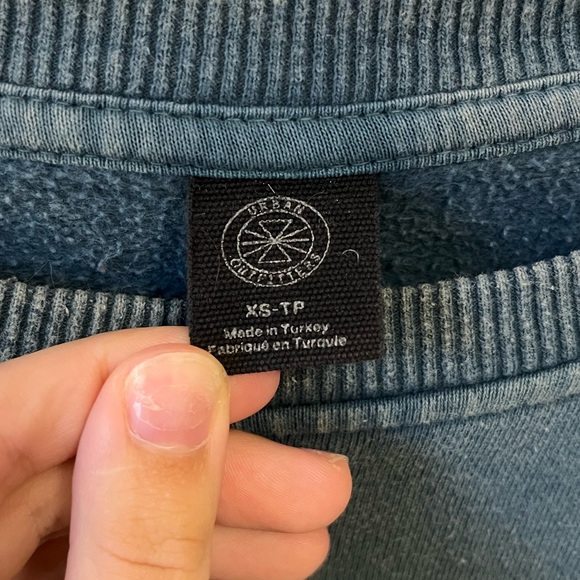 URBAN
OUTFITTERS
XS-TP
Made in Turkey
Fabriqué en Turquie